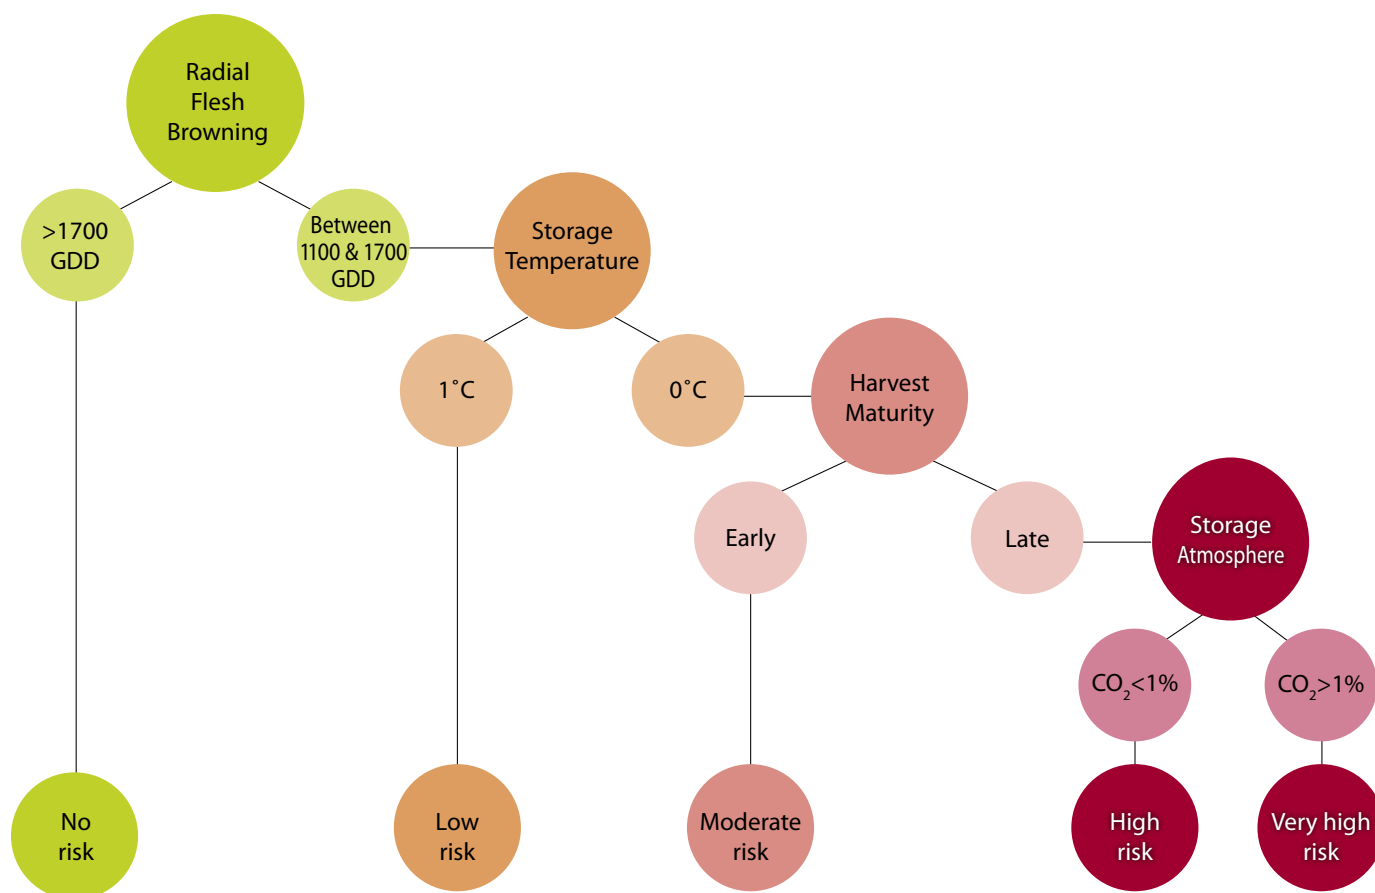 Radial
Flesh
Browning
>1700
GDD
Between
1100 & 1700
GDD
Storage
Temperature
1˚C
0˚C
Harvest
Maturity
Early
Late
Storage
Atmosphere
CO₂<1%
CO₂>1%
No
risk
Low
risk
Moderate
risk
High
risk
Very high
risk